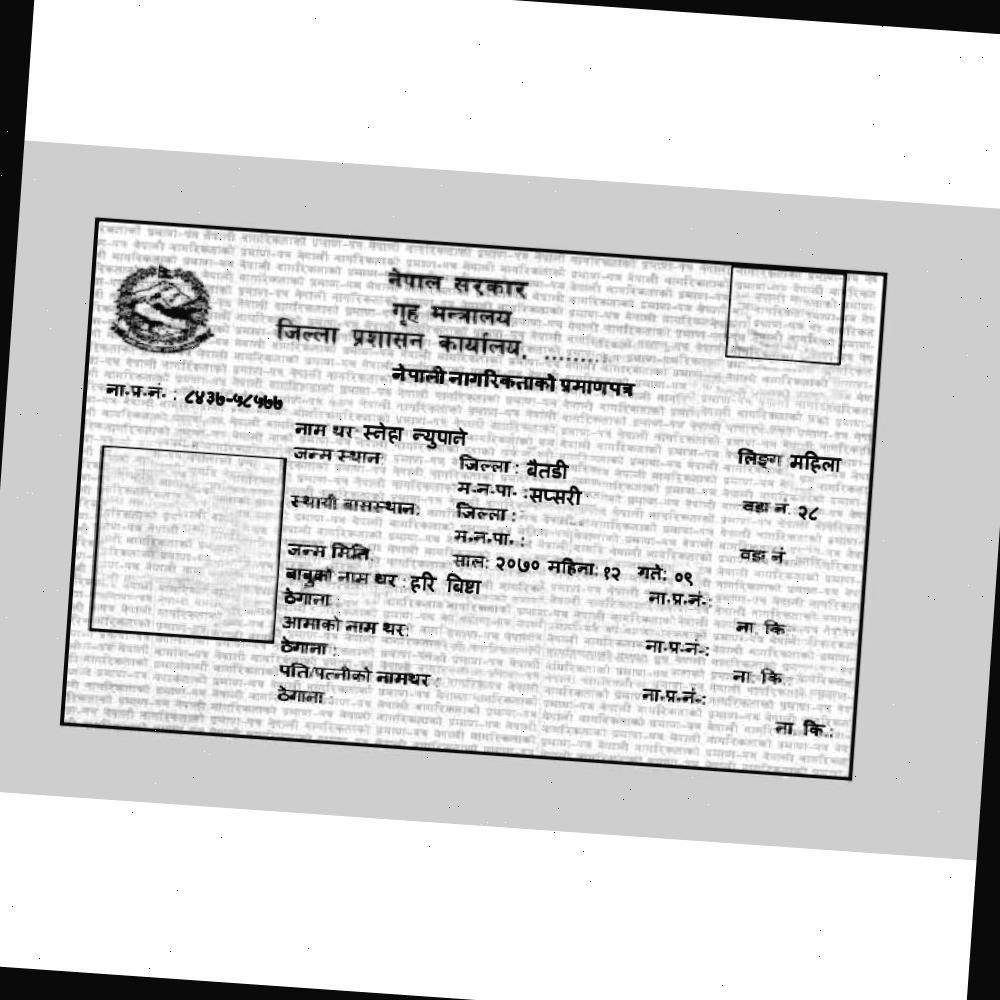 नेपाल सरकार
गृह मन्त्रालय
जिल्ला प्रशासन कार्यालय, .........
नेपाली नागरिकताको प्रमाणपत्र
ना.प्र.नं. : ८४३७-५८५७७
नाम थर स्नेहा न्युपाने लिङ्ग महिला
जन्म स्थान: जिल्ला : बैतडी
म.न.पा. : सप्सरी वडा नं. २८
स्थायी बासस्थान: जिल्ला :
म.न.पा. : वडा नं.
जन्म मिति: साल: २०७० महिना: १२ गते: ०९
बाबुको नाम थर : हरि बिष्टा ना.प्र.नं.:
ठेगाना : ना. कि.:
आमाको नाम थर: ना.प्र.नं.:
ठेगाना : ना. कि.:
पति/पत्नीको नामथर : ना.प्र.नं.:
ठेगाना : ना. कि.: